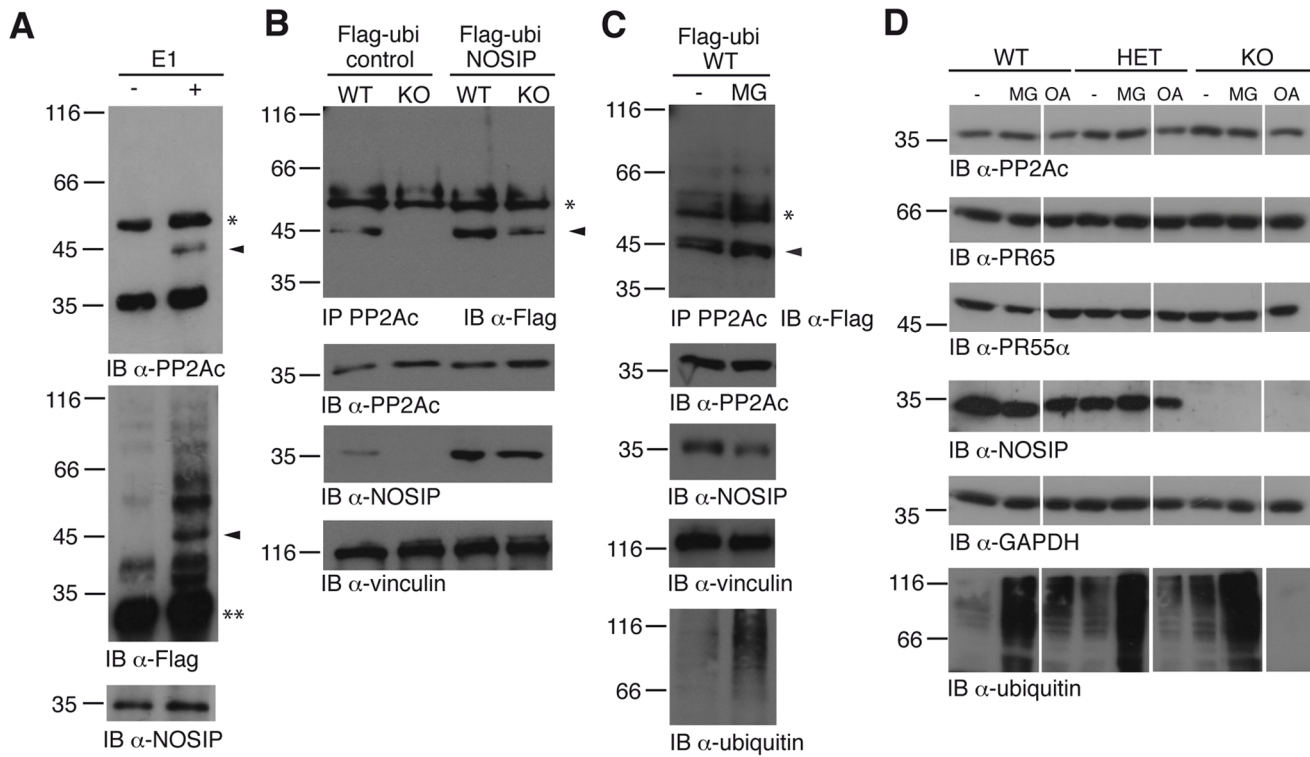 A
E1
- +
116
66
*
45
35
IB α-PP2Ac
116
66
45
35
**
IB α-Flag
35
IB α-NOSIP
B
Flag-ubi control
Flag-ubi NOSIP
WT KO WT KO
116
66
*
45
35
IP PP2Ac IB α-Flag
35
IB α-PP2Ac
35
IB α-NOSIP
116
IB α-vinculin
C
Flag-ubi
WT
- MG
116
66
*
45
35
IP PP2Ac IB α-Flag
35
IB α-PP2Ac
35
IB α-NOSIP
116
IB α-vinculin
116
66
IB α-ubiquitin
D
WT HET KO
- MG OA - MG OA - MG OA
35
IB α-PP2Ac
66
IB α-PR65
45
IB α-PR55α
35
IB α-NOSIP
35
IB α-GAPDH
116
66
IB α-ubiquitin